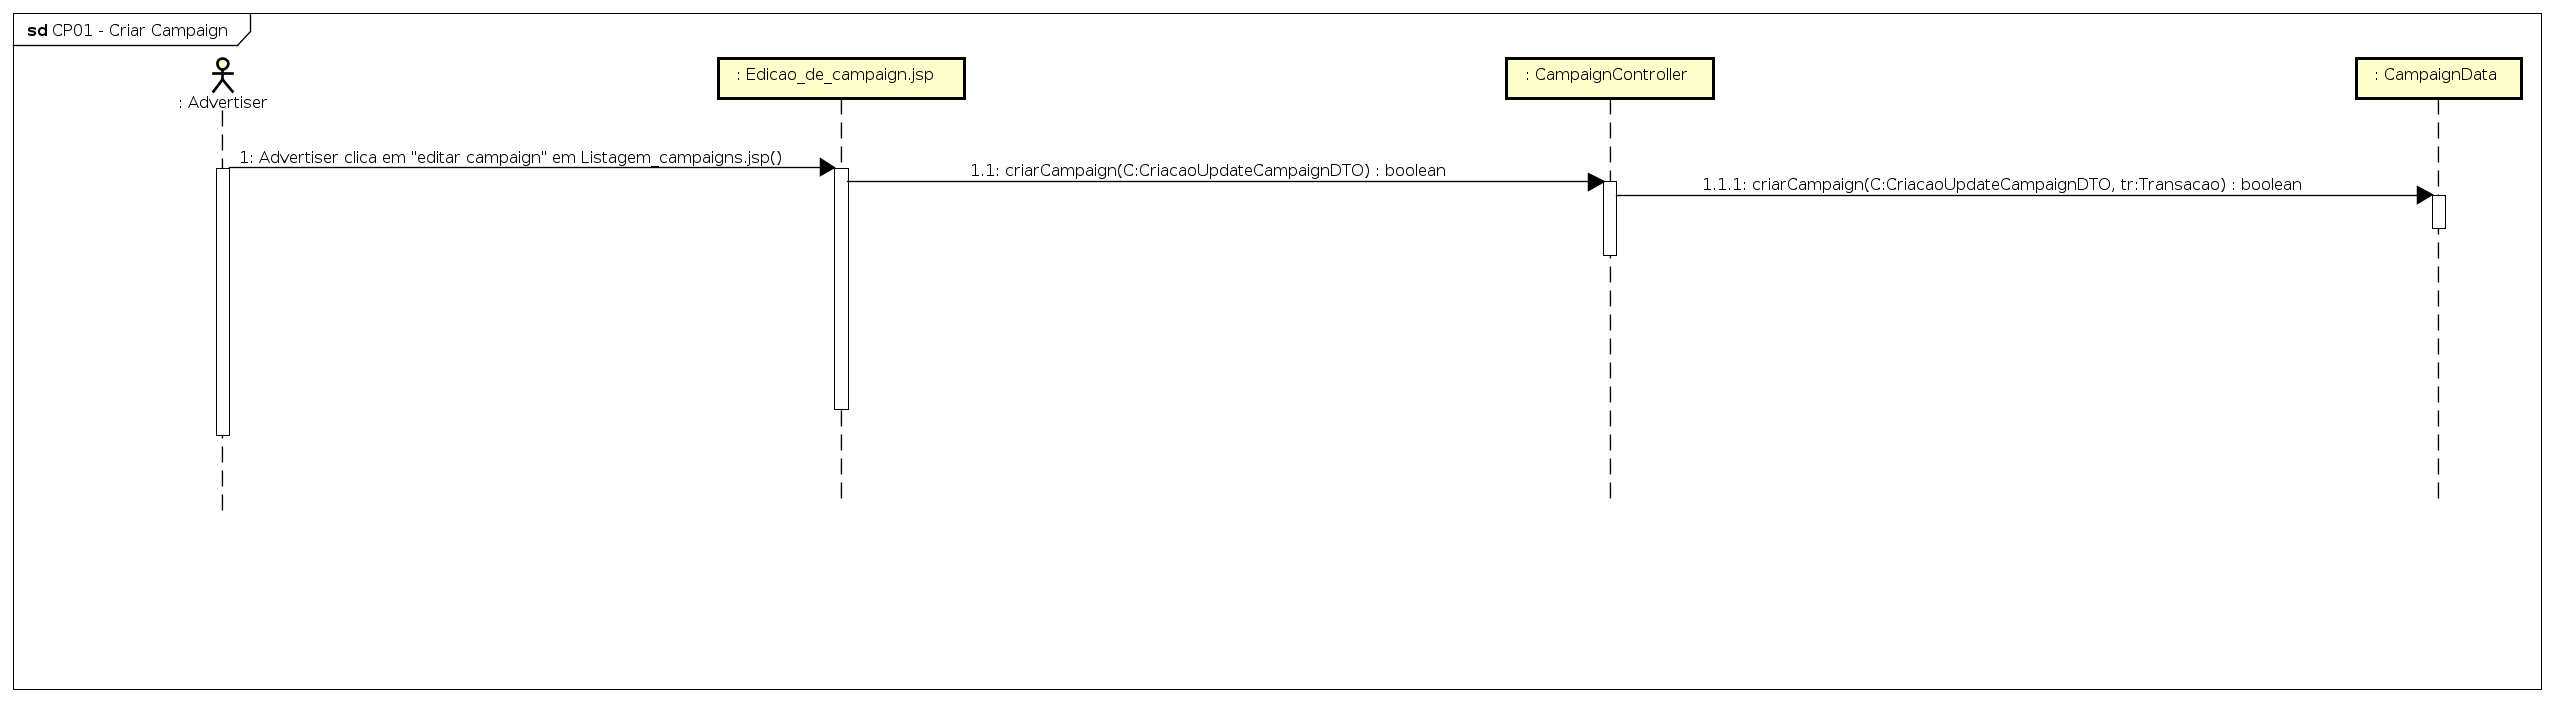 sd CP01 - Criar Campaign
: Advertiser
: Edicao_de_campaign.jsp
: CampaignController
: CampaignData
1: Advertiser clica em "editar campaign" em Listagem_campaigns.jsp()
1.1: criarCampaign(C:CriacaoUpdateCampaignDTO) : boolean
1.1.1: criarCampaign(C:CriacaoUpdateCampaignDTO, tr:Transacao) : boolean